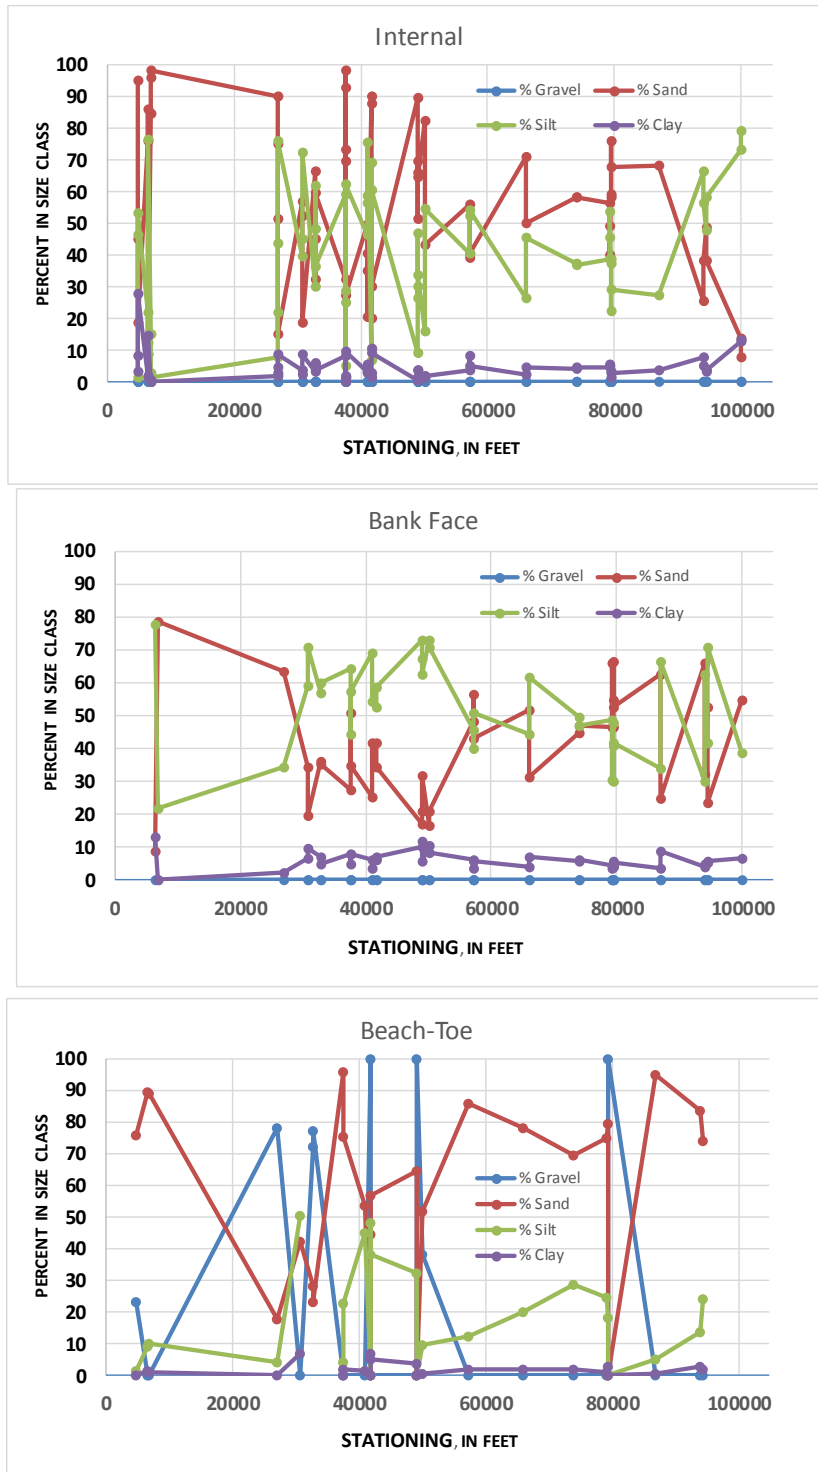 Internal
100
90
80
70
60
50
40
30
20
10
0
PERCENT IN SIZE CLASS
% Gravel
% Sand
% Silt
% Clay
0 20000 40000 60000 80000 100000
STATIONING, IN FEET
Bank Face
100
90
80
70
60
50
40
30
20
10
0
PERCENT IN SIZE CLASS
% Gravel
% Sand
% Silt
% Clay
0 20000 40000 60000 80000 100000
STATIONING, IN FEET
Beach-Toe
100
90
80
70
60
50
40
30
20
10
0
PERCENT IN SIZE CLASS
% Gravel
% Sand
% Silt
% Clay
0 20000 40000 60000 80000 100000
STATIONING, IN FEET